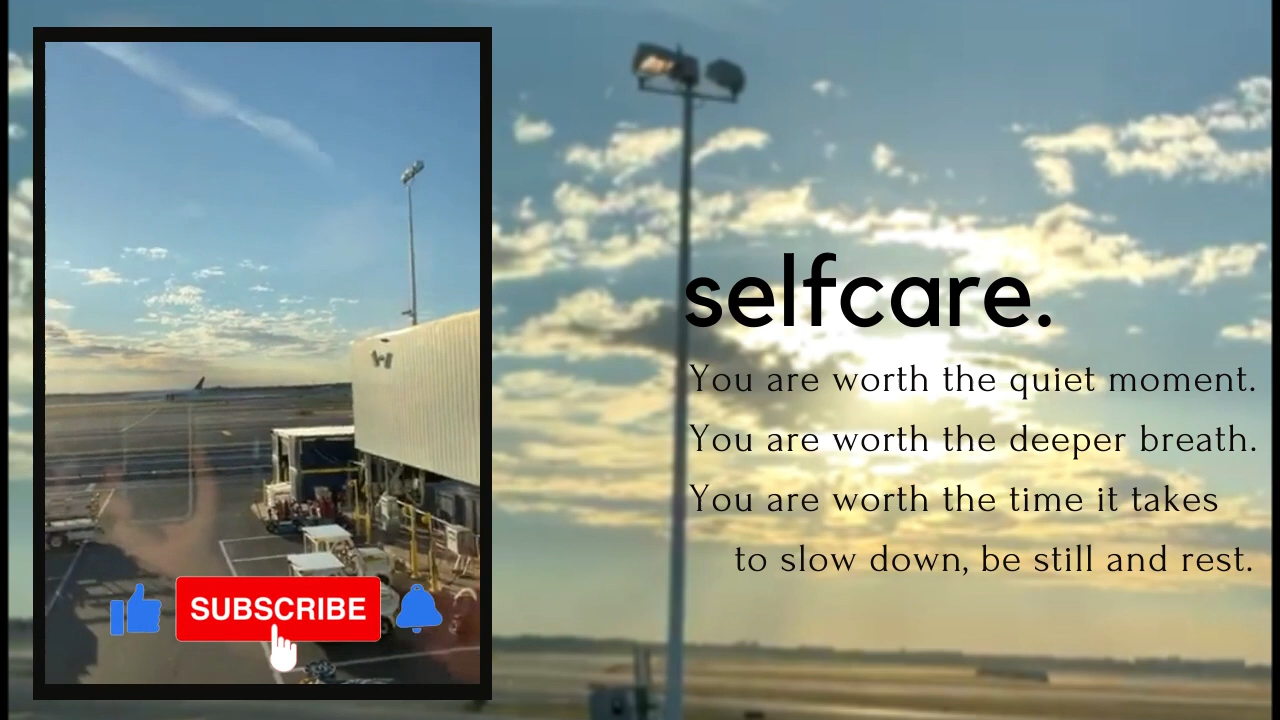 selfcare.
You are worth the quiet moment.
You are worth the deeper breath.
You are worth the time it takes
to slow down, be still and rest.
SUBSCRIBE